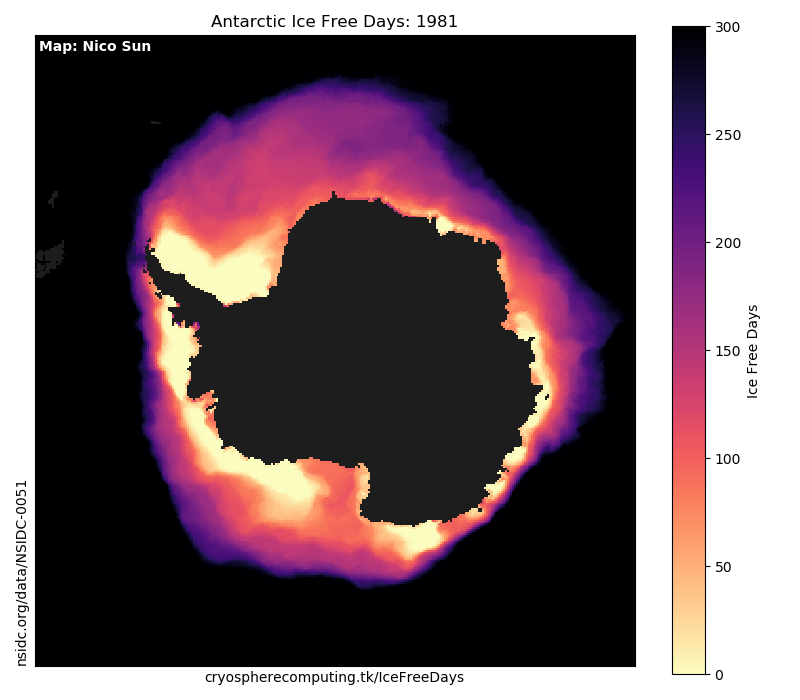 Antarctic Ice Free Days: 1981
Map: Nico Sun
300
250
200
150
100
50
0
Ice Free Days
nsidc.org/data/NSIDC-0051
cryospherecomputing.tk/IceFreeDays